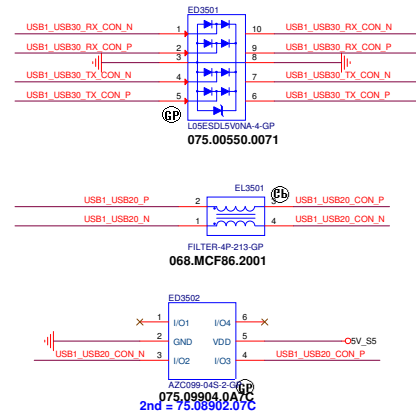 ED3501
USB1_USB30_RX_CON_N 1 10 USB1_USB30_RX_CON_N
USB1_USB30_RX_CON_P 2 9 USB1_USB30_RX_CON_P
3 8
USB1_USB30_TX_CON_N 4 7 USB1_USB30_TX_CON_N
USB1_USB30_TX_CON_P 5 6 USB1_USB30_TX_CON_P
GP
L05ESDL5V0NA-4-GP
075.00550.0071
EL3501
USB1_USB20_P 2 3 USB1_USB20_CON_P
USB1_USB20_N 1 4 USB1_USB20_CON_N
FILTER-4P-213-GP
068.MCF86.2001
ED3502
1 I/O1 I/O4 6
2 GND VDD 5 5V_S5
USB1_USB20_CON_N 3 I/O2 I/O3 4 USB1_USB20_CON_P
AZC099-04S-2-GP
GP
075.09904.0A7C
2nd = 75.08902.07C